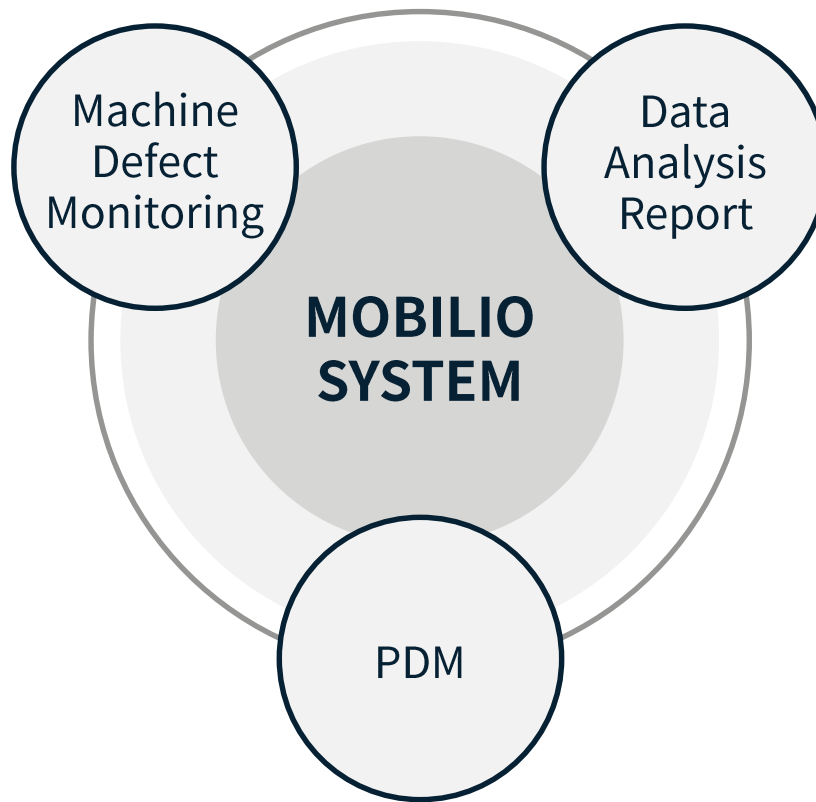 Machine
Defect
Monitoring
Data
Analysis
Report
MOBILIO
SYSTEM
PDM